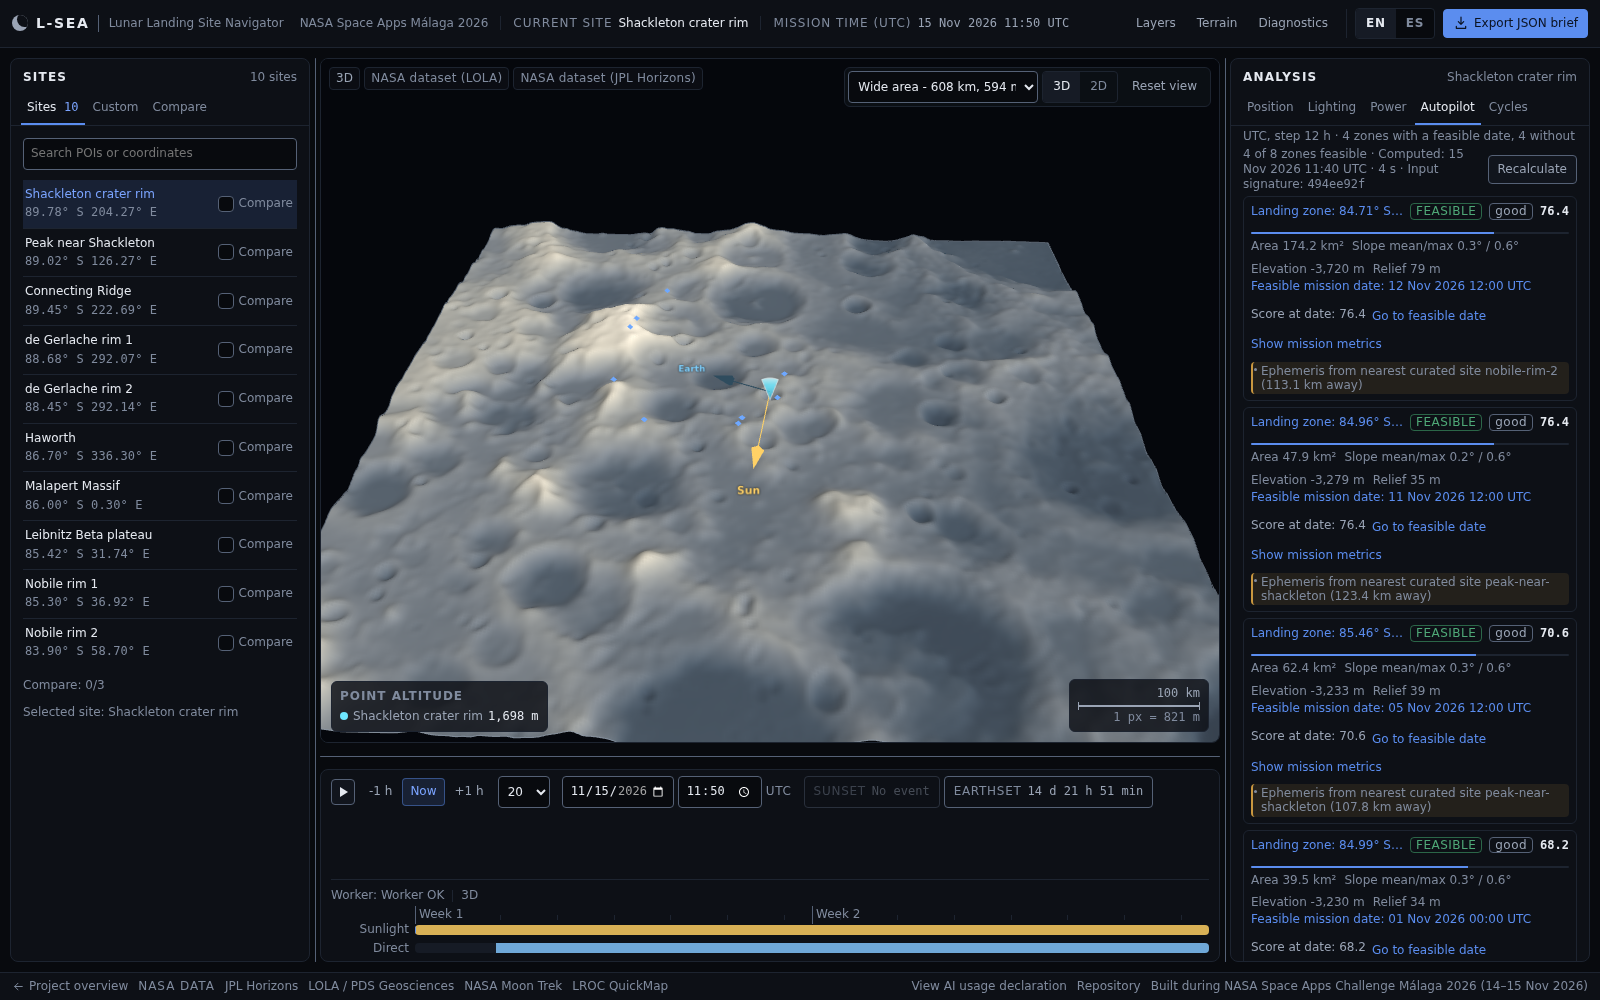 L-SEA Lunar Landing Site Navigator NASA Space Apps Málaga 2026 CURRENT SITE Shackleton crater rim MISSION TIME (UTC) 15 Nov 2026 11:50 UTC Layers Terrain Diagnostics EN ES Export JSON brief
SITES 10 sites
Sites 10 Custom Compare
Search POIs or coordinates
Shackleton crater rim
89.78° S 204.27° E Compare
Peak near Shackleton
89.02° S 126.27° E Compare
Connecting Ridge
89.45° S 222.69° E Compare
de Gerlache rim 1
88.68° S 292.07° E Compare
de Gerlache rim 2
88.45° S 292.14° E Compare
Haworth
86.70° S 336.30° E Compare
Malapert Massif
86.00° S 0.30° E Compare
Leibnitz Beta plateau
85.42° S 31.74° E Compare
Nobile rim 1
85.30° S 36.92° E Compare
Nobile rim 2
83.90° S 58.70° E Compare
Compare: 0/3
Selected site: Shackleton crater rim
3D NASA dataset (LOLA) NASA dataset (JPL Horizons)
Wide area - 608 km, 594 n 3D 2D Reset view
Earth
Sun
POINT ALTITUDE
Shackleton crater rim 1,698 m
100 km
1 px = 821 m
-1 h Now +1 h 20 11/15/2026 11:50 UTC SUNSET No event EARTHSET 14 d 21 h 51 min
Worker: Worker OK 3D
Week 1 Week 2
Sunlight
Direct
ANALYSIS Shackleton crater rim
Position Lighting Power Autopilot Cycles
UTC, step 12 h · 4 zones with a feasible date, 4 without
4 of 8 zones feasible · Computed: 15
Nov 2026 11:40 UTC · 4 s · Input
signature: 494ee92f
Recalculate
Landing zone: 84.71° S... FEASIBLE good 76.4
Area 174.2 km² Slope mean/max 0.3° / 0.6°
Elevation -3,720 m Relief 79 m
Feasible mission date: 12 Nov 2026 12:00 UTC
Score at date: 76.4 Go to feasible date
Show mission metrics
Ephemeris from nearest curated site nobile-rim-2
(113.1 km away)
Landing zone: 84.96° S... FEASIBLE good 76.4
Area 47.9 km² Slope mean/max 0.2° / 0.6°
Elevation -3,279 m Relief 35 m
Feasible mission date: 11 Nov 2026 12:00 UTC
Score at date: 76.4 Go to feasible date
Show mission metrics
Ephemeris from nearest curated site peak-near-
shackleton (123.4 km away)
Landing zone: 85.46° S... FEASIBLE good 70.6
Area 62.4 km² Slope mean/max 0.3° / 0.6°
Elevation -3,233 m Relief 39 m
Feasible mission date: 05 Nov 2026 12:00 UTC
Score at date: 70.6 Go to feasible date
Show mission metrics
Ephemeris from nearest curated site peak-near-
shackleton (107.8 km away)
Landing zone: 84.99° S... FEASIBLE good 68.2
Area 39.5 km² Slope mean/max 0.3° / 0.6°
Elevation -3,230 m Relief 34 m
Feasible mission date: 01 Nov 2026 00:00 UTC
Score at date: 68.2 Go to feasible date
← Project overview NASA DATA JPL Horizons LOLA / PDS Geosciences NASA Moon Trek LROC QuickMap View AI usage declaration Repository Built during NASA Space Apps Challenge Málaga 2026 (14–15 Nov 2026)